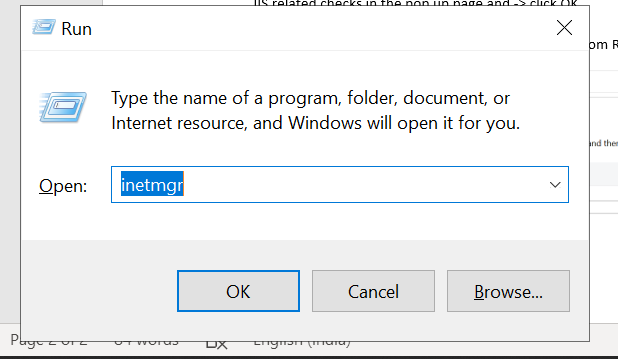 IIS related checks in the pop up page and -> click OK
Run
om R
Type the name of a program, folder, document, or
Internet resource, and Windows will open it for you.
and then
Open: inetmgr
OK Cancel Browse...
Page 2 of 2 84 words English (India)